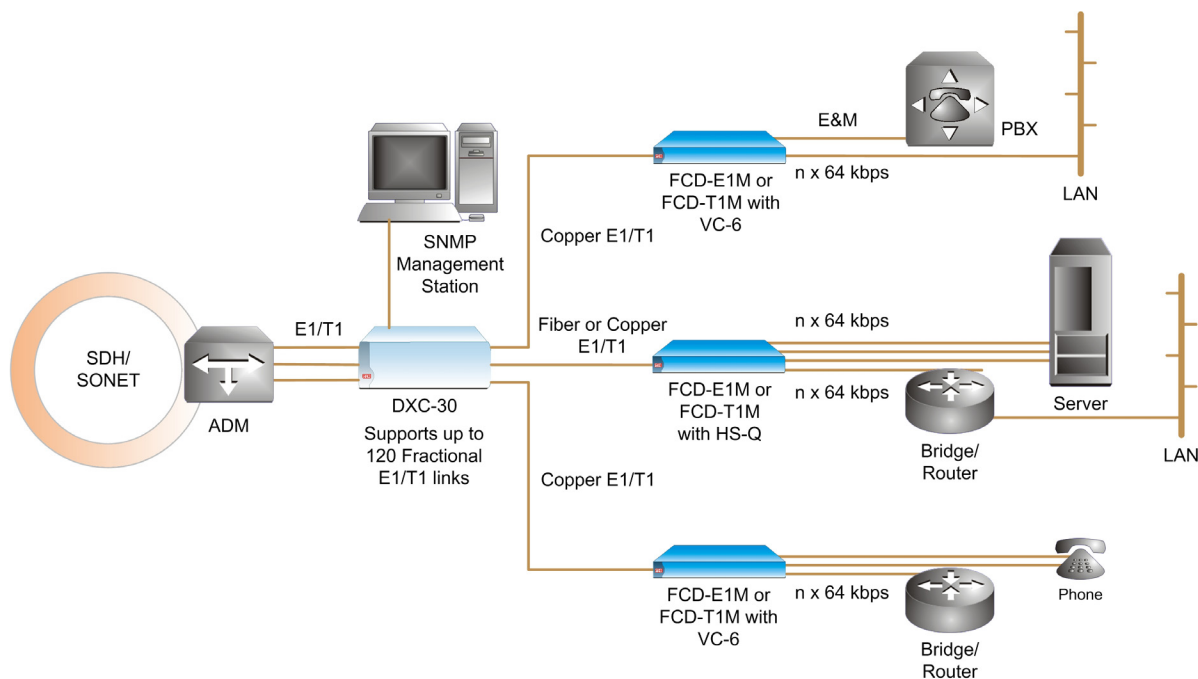 E&M
PBX
n x 64 kbps
LAN
FCD-E1M or
FCD-T1M with
VC-6
SNMP
Management
Station
Copper E1/T1
SDH/
SONET
ADM
E1/T1
DXC-30
Supports up to
120 Fractional
E1/T1 links
Fiber or Copper
E1/T1
n x 64 kbps
n x 64 kbps
FCD-E1M or
FCD-T1M
with HS-Q
Server
Bridge/
Router
LAN
Copper E1/T1
FCD-E1M or
FCD-T1M with
VC-6
n x 64 kbps
Bridge/
Router
Phone